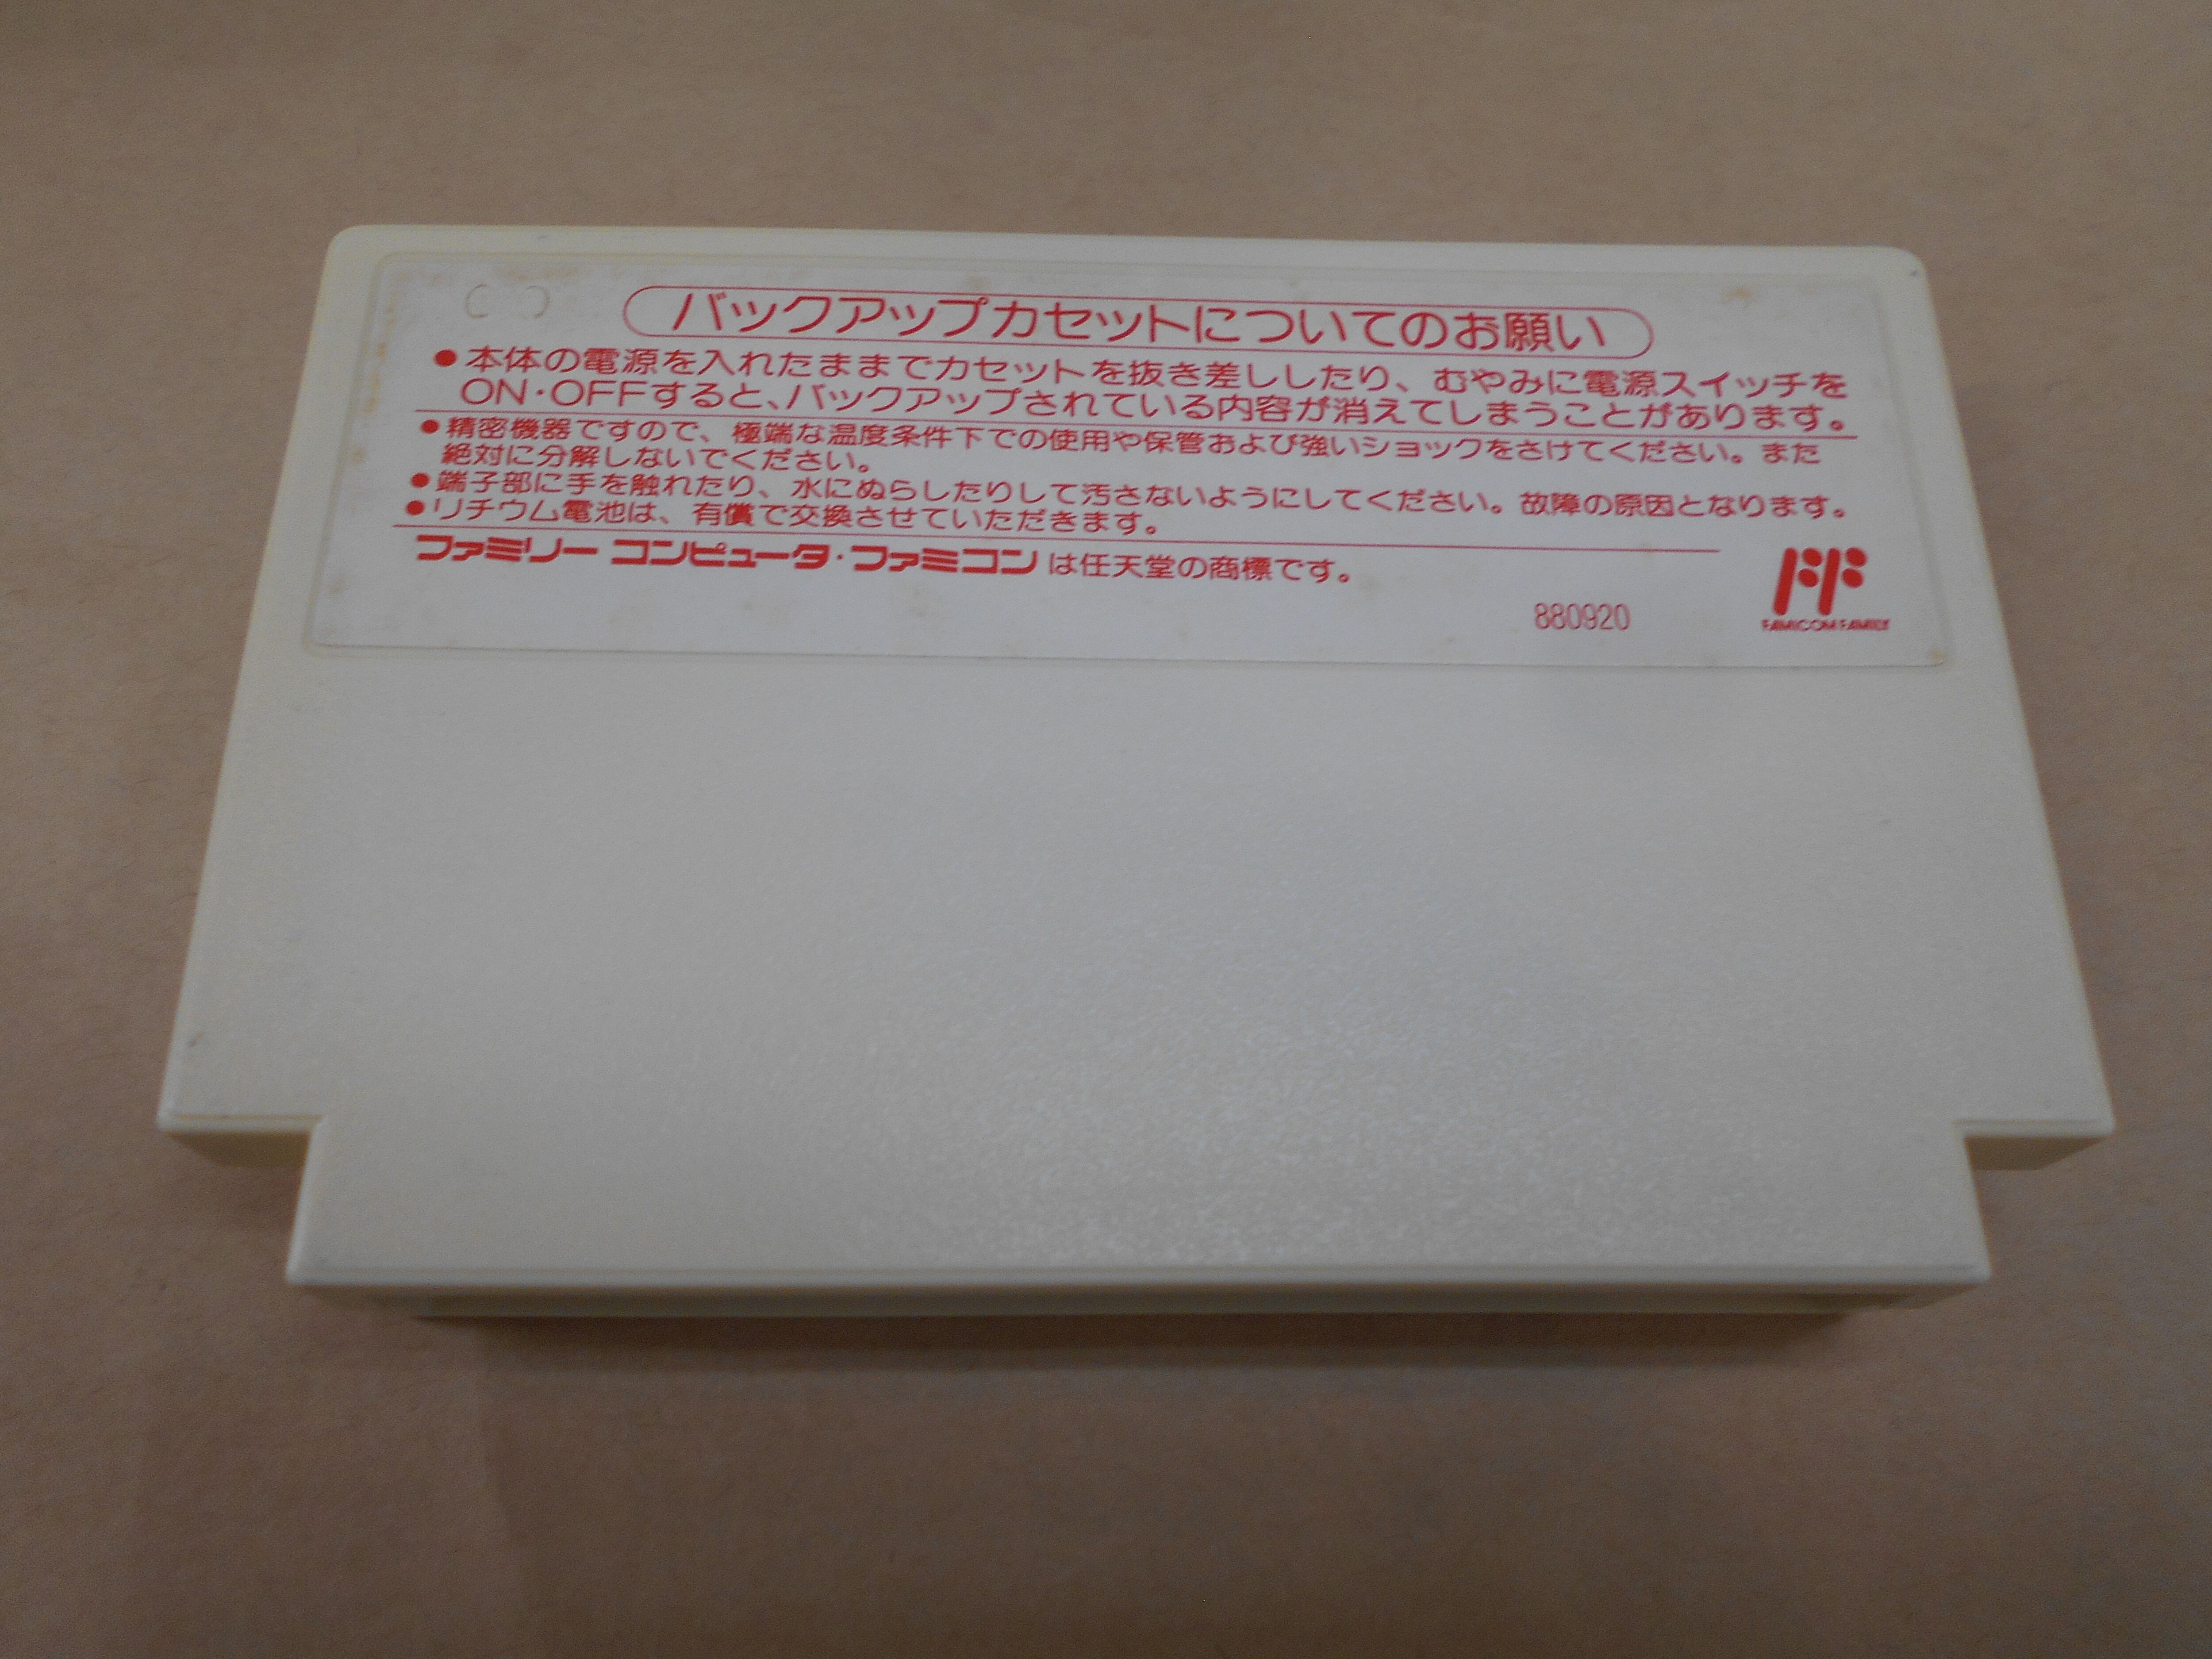 バックアップカセットについてのお願い
●本体の電源を入れたままでカセットを抜き差ししたり、むやみに電源スイッチを
ON・OFFすると、バックアップされている内容が消えてしまうことがあります。
●精密機器ですので、極端な温度条件下での使用や保管および強いショックをさけてください。また
絶対に分解しないでください。
●端子部に手を触れたり、水にぬらしたりして汚さないようにしてください。故障の原因となります。
●リチウム電池は、有償で交換させていただきます。
ファミリー コンピュータ・ファミコン は任天堂の商標です。
880920
FAMICOM FAMILY